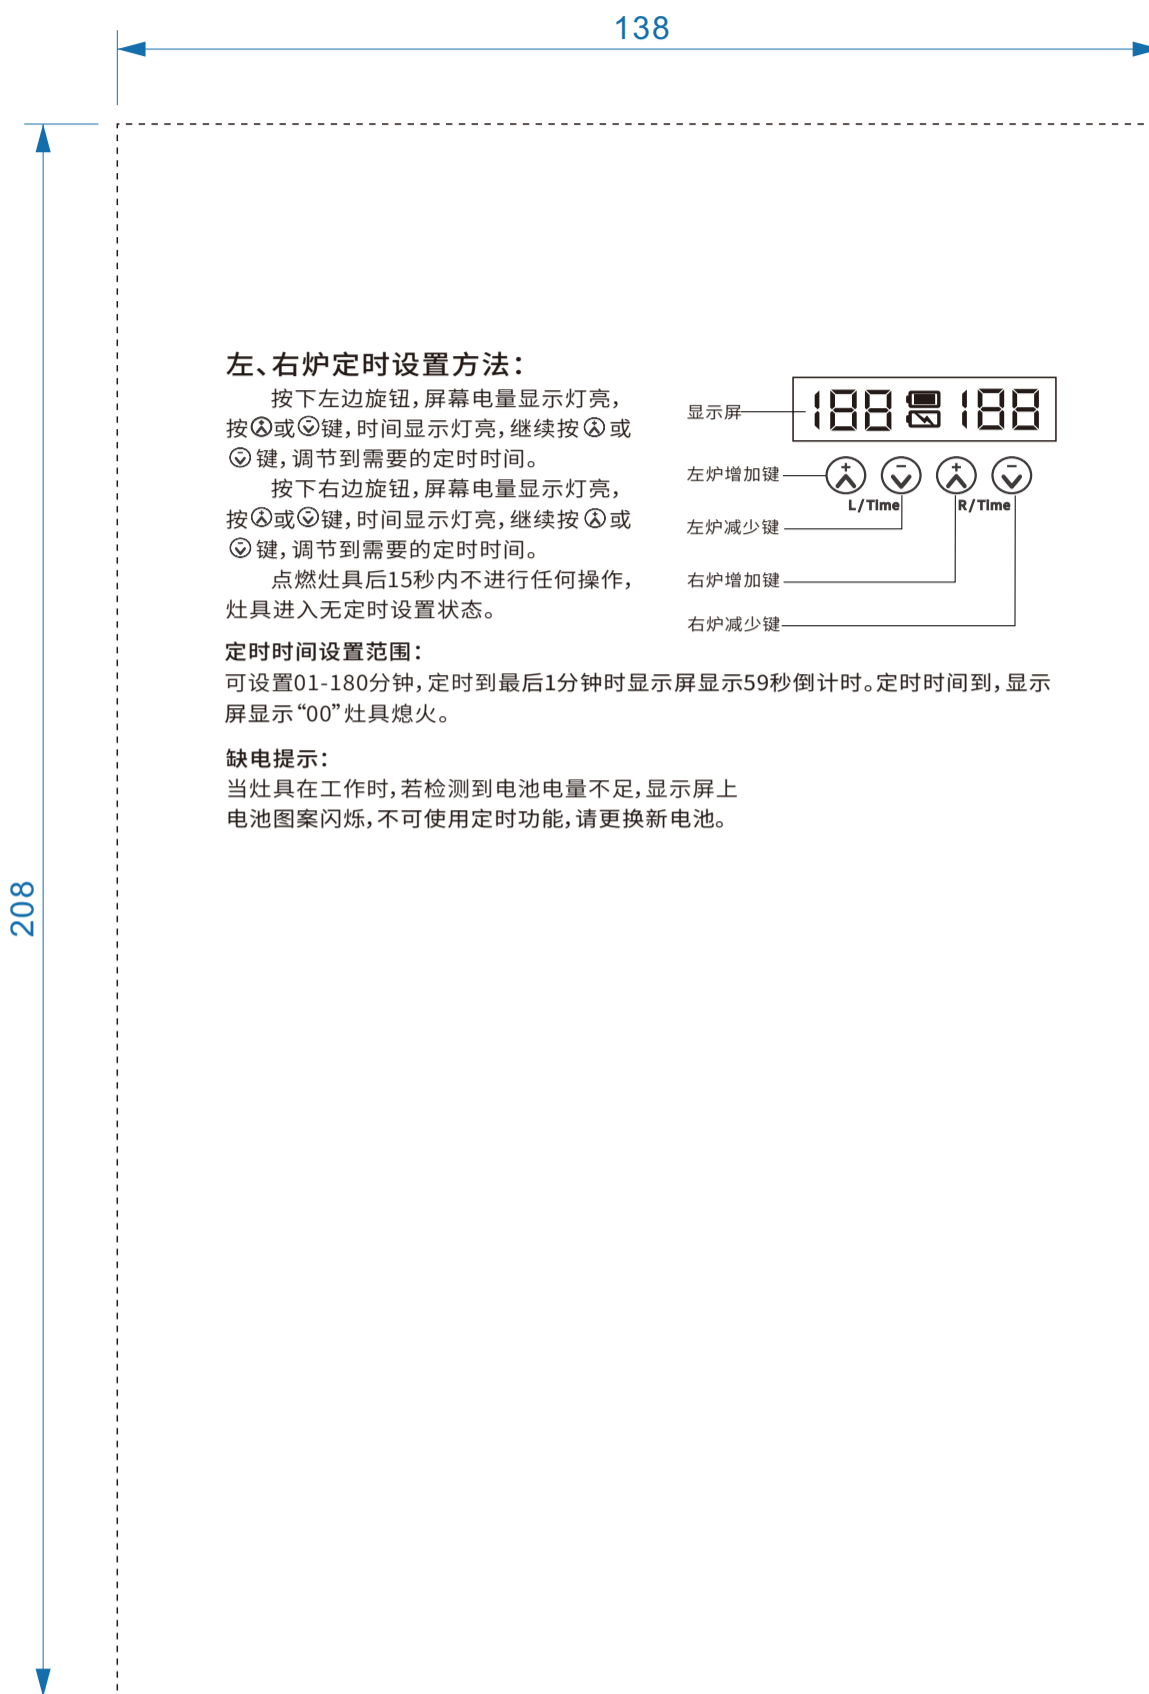 138
208
左、右炉定时设置方法：
按下左边旋钮，屏幕电量显示灯亮，
按或键，时间显示灯亮，继续按或
键，调节到需要的定时时间。
按下右边旋钮，屏幕电量显示灯亮，
按或键，时间显示灯亮，继续按或
键，调节到需要的定时时间。
点燃灶具后15秒内不进行任何操作，
灶具进入无定时设置状态。
显示屏
188 188
左炉增加键
+ − + −
L/Time R/Time
左炉减少键
右炉增加键
右炉减少键
定时时间设置范围：
可设置01-180分钟，定时到最后1分钟时显示屏显示59秒倒计时。定时时间到，显示
屏显示“00”灶具熄火。
缺电提示：
当灶具在工作时，若检测到电池电量不足，显示屏上
电池图案闪烁，不可使用定时功能，请更换新电池。